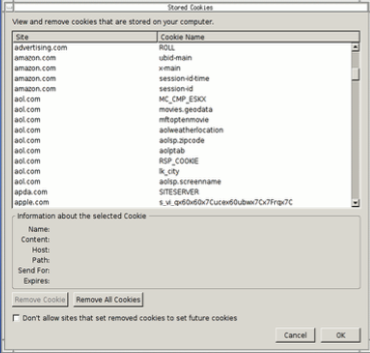 Stored Cookies
View and remove cookies that are stored on your computer.
Site Cookie Name
advertising.com ROLL
amazon.com ubid-main
amazon.com x-main
amazon.com session-id-time
amazon.com session-id
aol.com MC_CMP_ESKX
aol.com movies.geodata
aol.com mftoptenmovie
aol.com aolweatherlocation
aol.com aolsp.zipcode
aol.com aolptab
aol.com RSP_COOKIE
aol.com lk_city
aol.com aolsp.screenname
apda.com SITESERVER
apple.com
Information about the selected Cookie
Name:
Content:
Host:
Path:
Send For:
Expires:
Remove Cookie Remove All Cookies
Don't allow sites that set removed cookies to set future cookies
Cancel OK